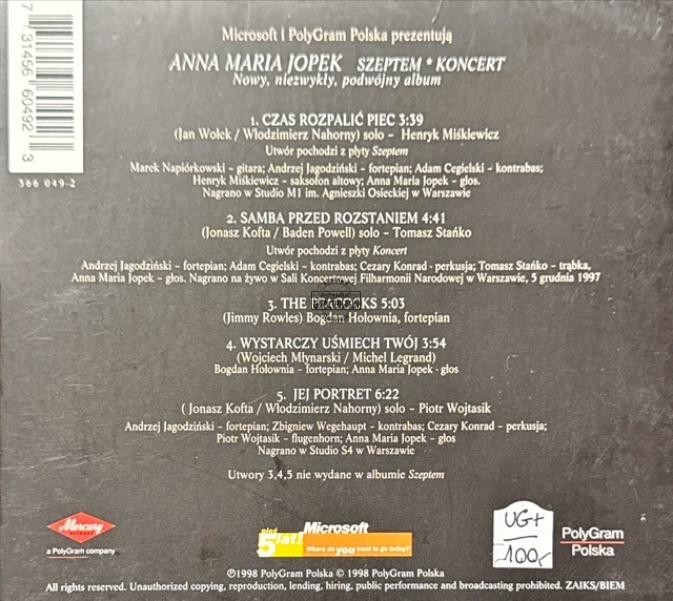 Microsoft i PolyGram Polska prezentują
ANNA MARIA JOPEK SZEPTEM * KONCERT
Nowy, niezwykły, podwójny album
1. CZAS ROZPALIĆ PIEC 3:39
(Jan Wołek / Włodzimierz Nahorny) solo - Henryk Miśkiewicz
Utwór pochodzi z płyty Szeptem
Marek Napiórkowski - gitara; Andrzej Jagodziński - fortepian; Adam Cegielski - kontrabas;
Henryk Miśkiewicz - saksofon altowy; Anna Maria Jopek - głos.
Nagrano w Studio M1 im. Agnieszki Osieckiej w Warszawie
2. SAMBA PRZED ROZSTANIEM 4:41
(Jonasz Kofta / Baden Powell) solo - Tomasz Stańko
Utwór pochodzi z płyty Koncert
Andrzej Jagodziński - fortepian; Adam Cegielski - kontrabas; Cezary Konrad - perkusja; Tomasz Stańko - trąbka,
Anna Maria Jopek - głos. Nagrano na żywo w Sali Koncertowej Filharmonii Narodowej w Warszawie, 5 grudnia 1997
3. THE PEACOCKS 5:03
(Jimmy Rowles) Bogdan Hołownia, fortepian
4. WYSTARCZY UŚMIECH TWÓJ 3:54
(Wojciech Młynarski / Michel Legrand)
Bogdan Hołownia - fortepian; Anna Maria Jopek - głos
5. JEJ PORTRET 6:22
( Jonasz Kofta / Włodzimierz Nahorny) solo - Piotr Wojtasik
Andrzej Jagodziński - fortepian; Zbigniew Wegehaupt - kontrabas; Cezary Konrad - perkusja;
Piotr Wojtasik - flugenhorn; Anna Maria Jopek - głos
Nagrano w Studio S4 w Warszawie
Utwory 3,4,5 nie wydane w albumie Szeptem
7 31456 60492 3
366 049-2
Mercury
a PolyGram company
pięć
5 lat!
Microsoft
Where do you want to go today?
UG+
100,-
PolyGram
Polska
℗1998 PolyGram Polska © 1998 PolyGram Polska
All rights reserved. Unauthorized copying, reproduction, lending, hiring, public performance and broadcasting prohibited. ZAIKS/BIEM